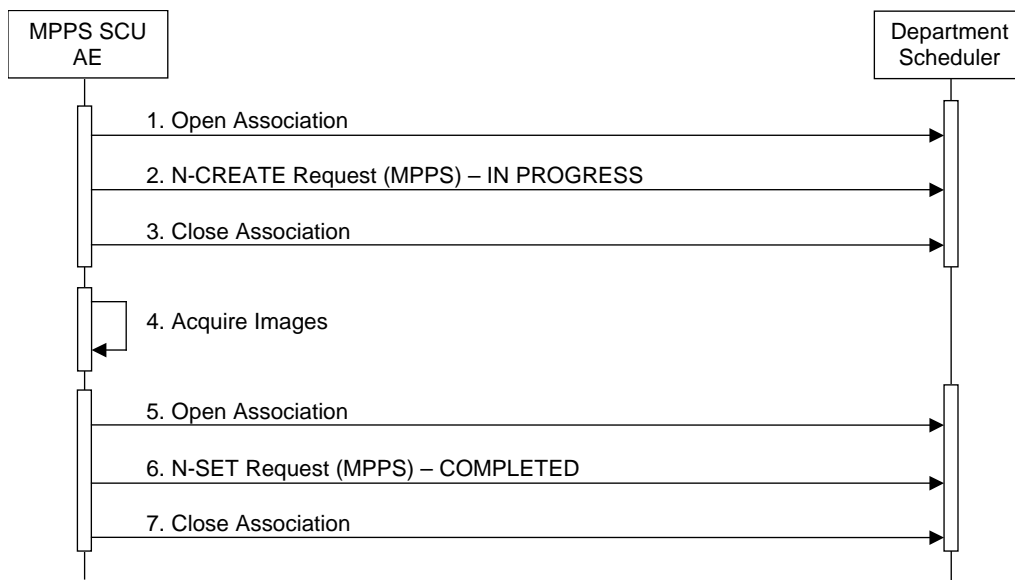 MPPS SCU
AE
Department
Scheduler
1. Open Association
2. N-CREATE Request (MPPS) – IN PROGRESS
3. Close Association
4. Acquire Images
5. Open Association
6. N-SET Request (MPPS) – COMPLETED
7. Close Association